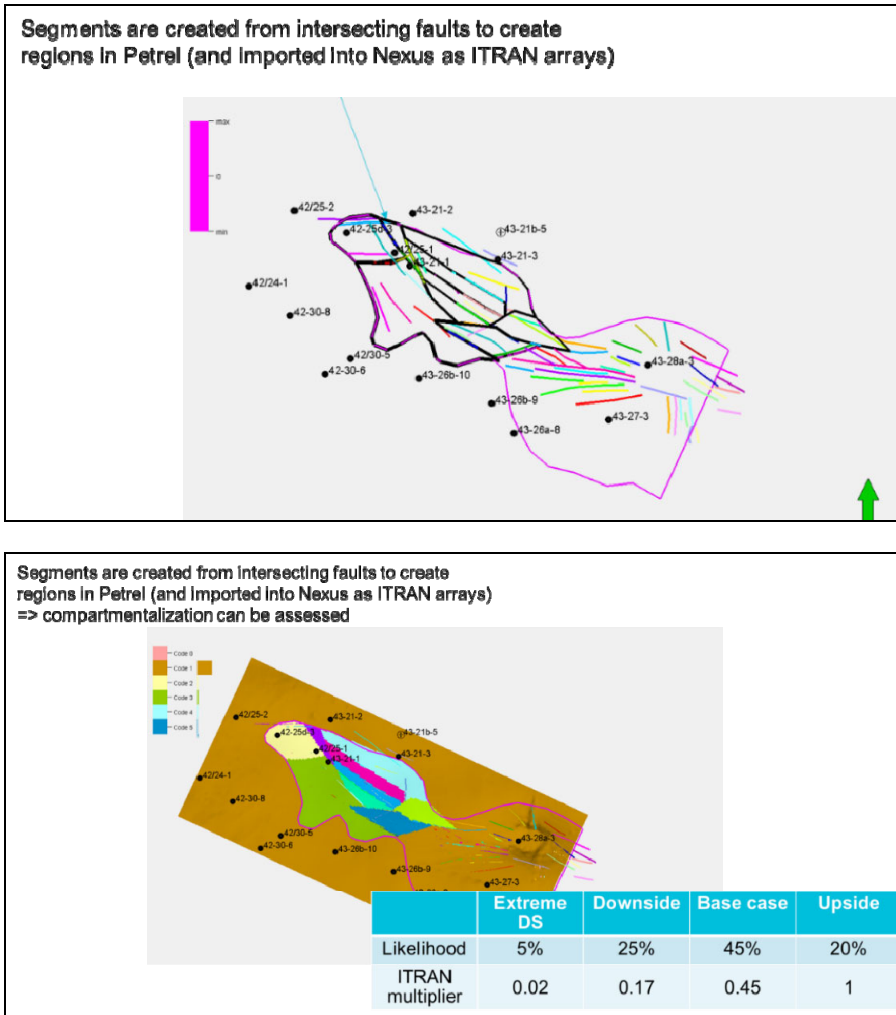 Segments are created from intersecting faults to create
regions in Petrel (and imported into Nexus as ITRAN arrays)
max
0
min
42/25-2
43-21-2
42-25d-3
43-21b-5
42/25-1
43-21-3
43-21-1
42/24-1
42-30-8
42/30-5
42-30-6
43-26b-10
43-28a-3
43-26b-9
43-27-3
43-26a-8
Segments are created from intersecting faults to create
regions in Petrel (and imported into Nexus as ITRAN arrays)
=> compartmentalization can be assessed
Code 0
Code 1
Code 2
Code 3
Code 4
Code 5
42/25-2
43-21-2
42-25d-3
43-21b-5
42/25-1
43-21-3
43-21-1
42/24-1
42-30-8
42/30-5
42-30-6
43-26b-10
43-28a-3
43-26b-9
43-27-3
Extreme DS Downside Base case Upside
Likelihood 5% 25% 45% 20%
ITRAN multiplier 0.02 0.17 0.45 1